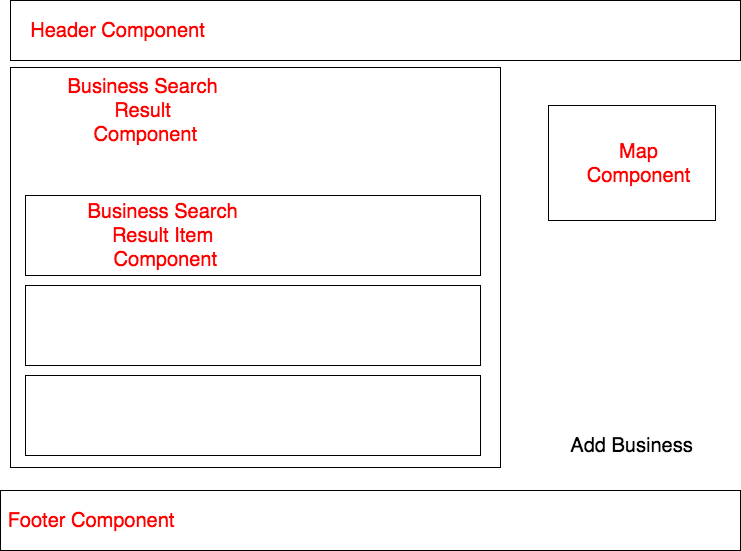 Header Component
Business Search
Result
Component
Map
Component
Business Search
Result Item
Component
Add Business
Footer Component